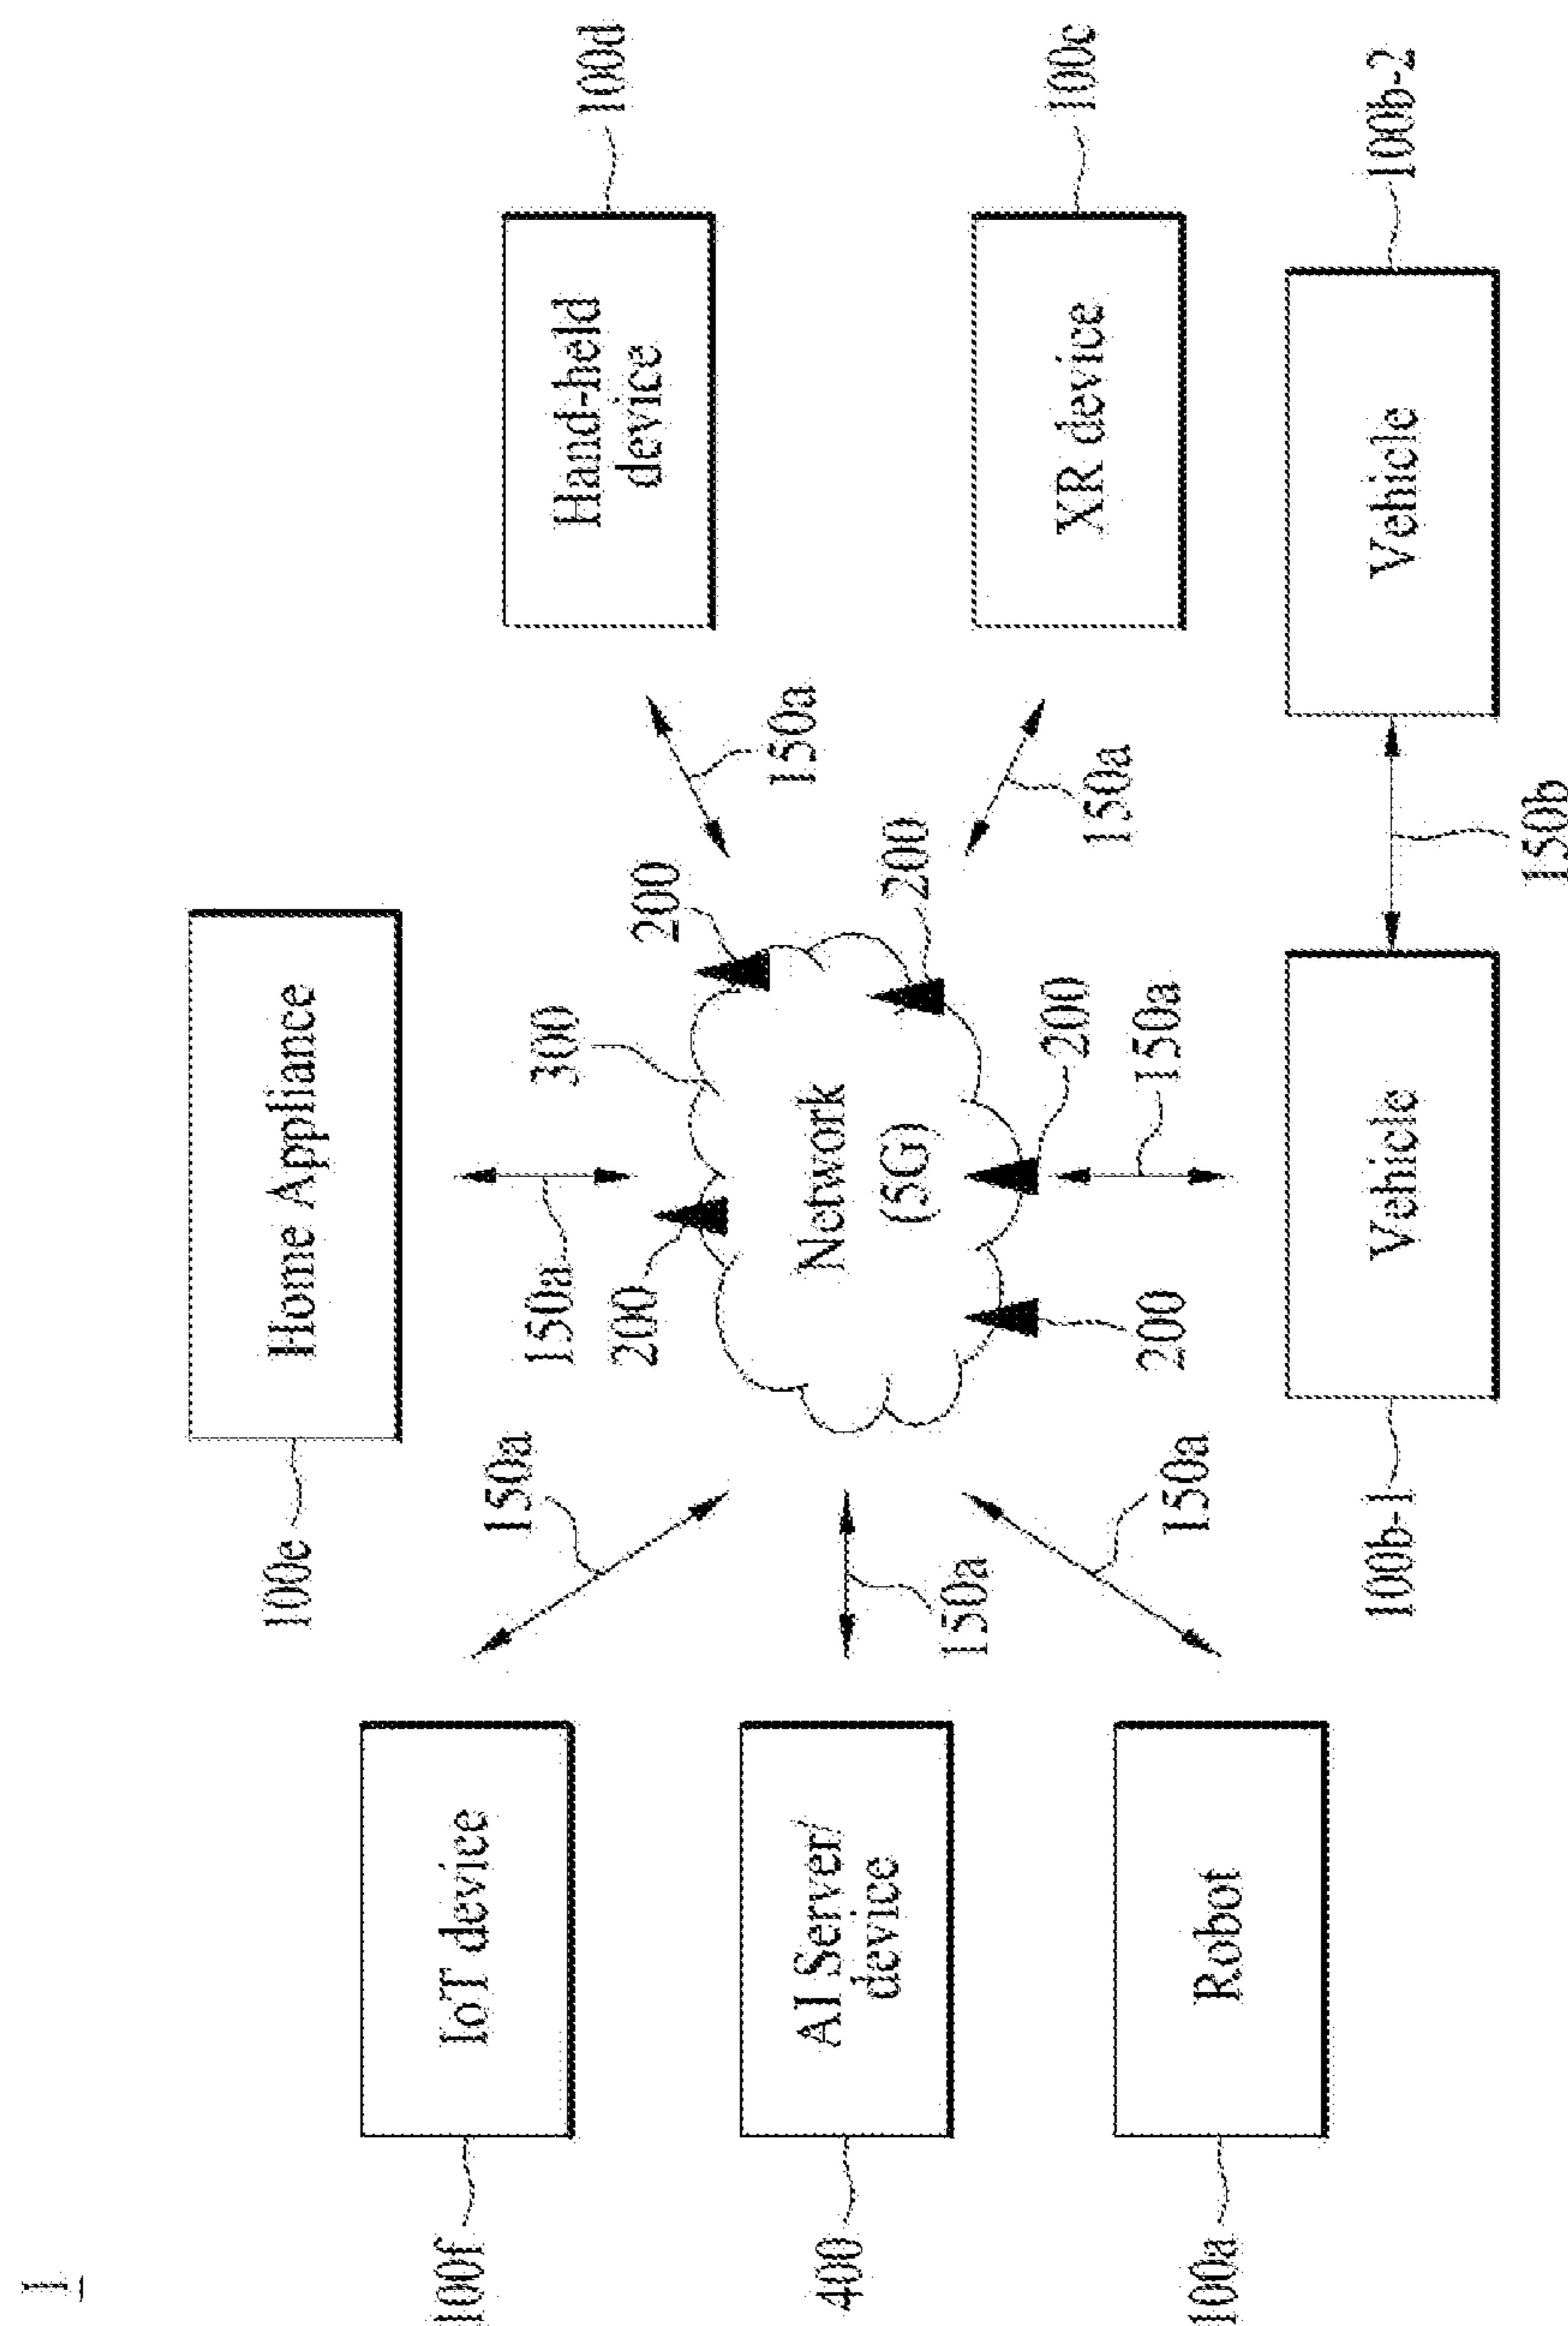 1
100e
Home Appliance
100f
IoT device
150a
150a
300
200
200
Hand-held
device
100d
150a
400
AI Server/
device
150a
Network
(5G)
200
150a
XR device
100c
100a
Robot
150a
200
200
150a
100b-1
Vehicle
150b
Vehicle
100b-2